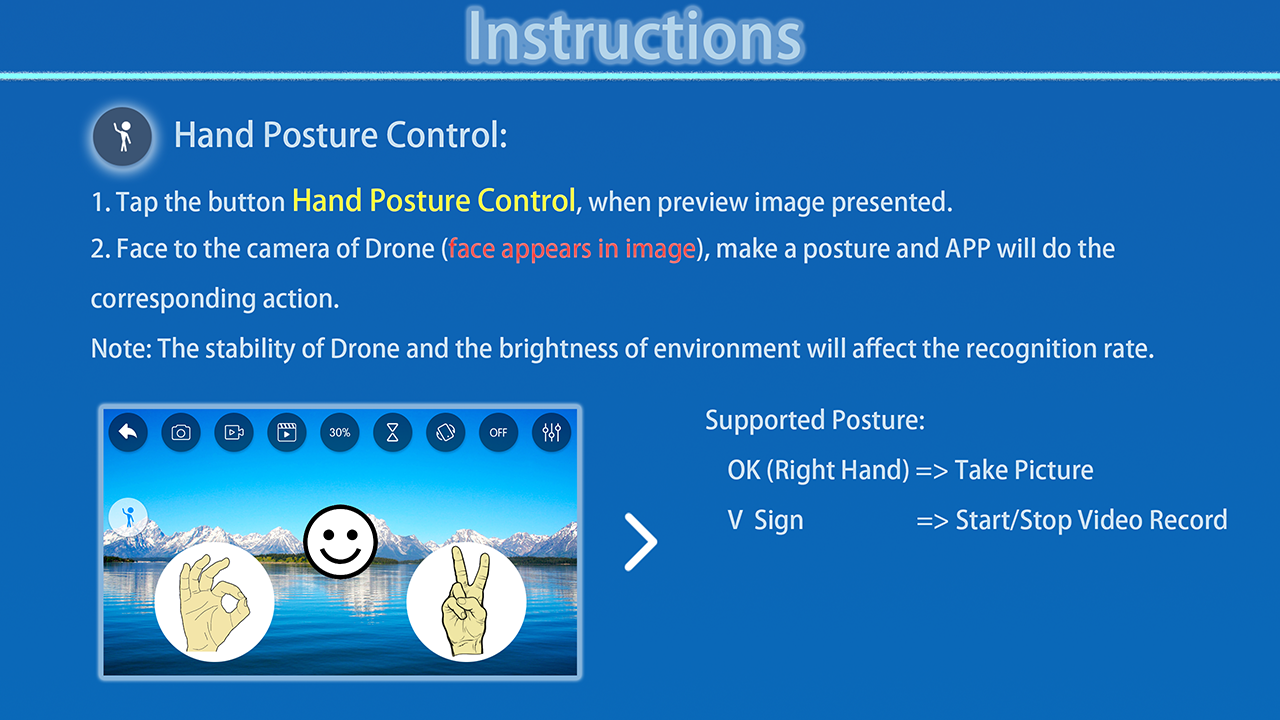 Instructions
Hand Posture Control:
1. Tap the button Hand Posture Control, when preview image presented.
2. Face to the camera of Drone (face appears in image), make a posture and APP will do the
corresponding action.
Note: The stability of Drone and the brightness of environment will affect the recognition rate.
30%
OFF
Supported Posture:
OK (Right Hand) => Take Picture
V Sign => Start/Stop Video Record